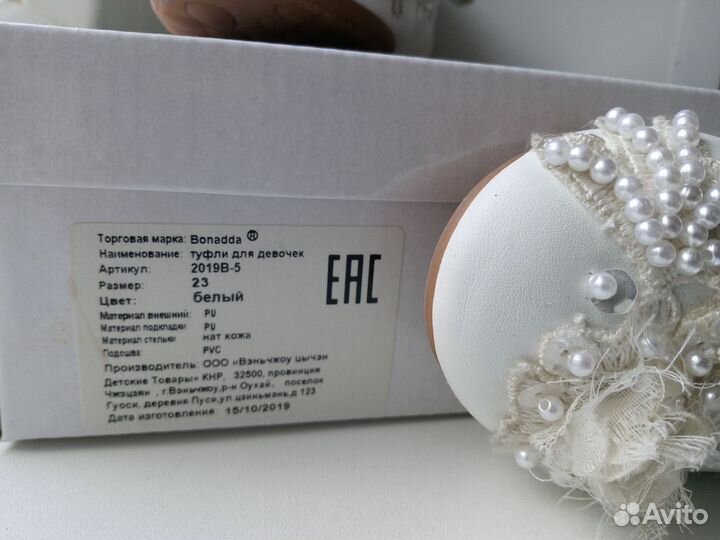 Торговая марка: Bonadda ®
Наименование: туфли для девочек
Артикул: 2019B-5
Размер: 23
Цвет: белый
Материал внешний: PU
Материал подкладки: PU
Материал стельки: нат кожа
Подошва: PVC
Производитель: ООО «Вэньчжоу цычэн
Детские Товары» КНР, 32500, провинция
Чжэцзян , г.Вэньчжоу,р-н Оухай, поселок
Гуоси, деревня Пуси,ул.цзиньмэнь,д 123
Дата изготовления: 15/10/2019
EAC
Avito